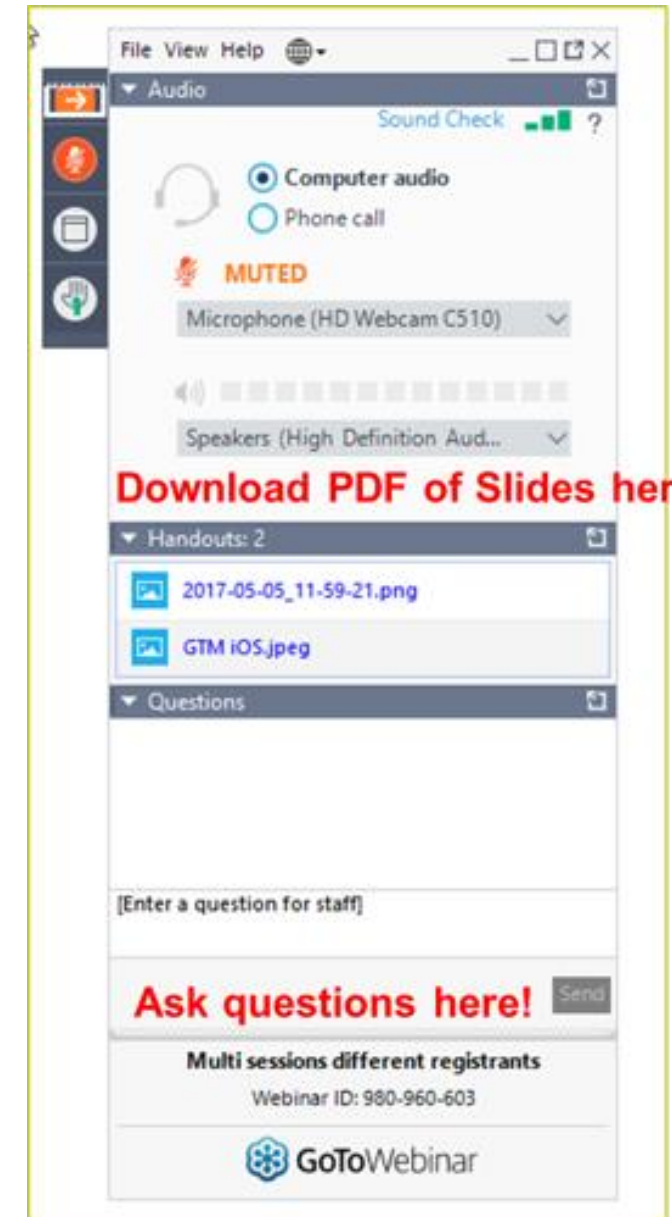 File View Help
Audio
Sound Check ?
Computer audio
Phone call
MUTED
Microphone (HD Webcam C510)
Speakers (High Definition Aud...
Download PDF of Slides her
Handouts: 2
2017-05-05_11-59-21.png
GTM iOS.jpeg
Questions
[Enter a question for staff]
Ask questions here! Send
Multi sessions different registrants
Webinar ID: 980-960-603
GoToWebinar